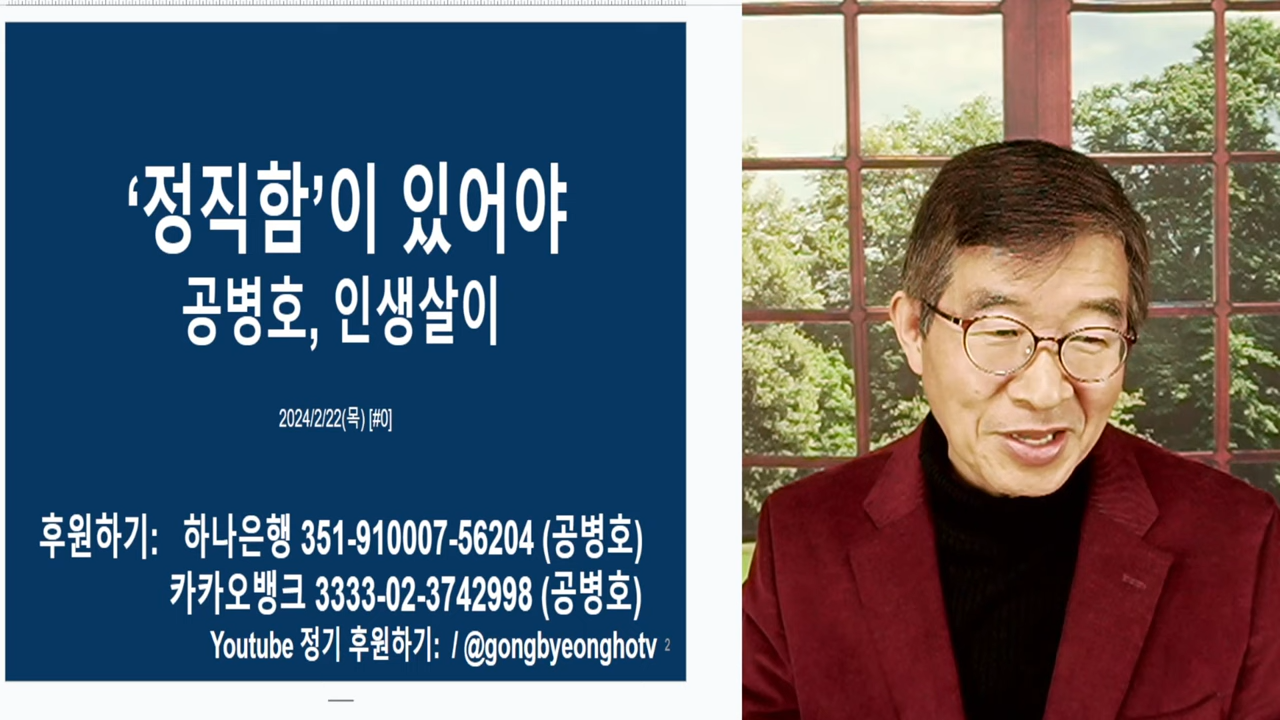 ‘정직함’이 있어야
공병호, 인생살이
2024/2/22(목) [#0]
후원하기: 하나은행 351-910007-56204 (공병호)
카카오뱅크 3333-02-3742998 (공병호)
Youtube 정기 후원하기: / @gongbyeonghotv 2